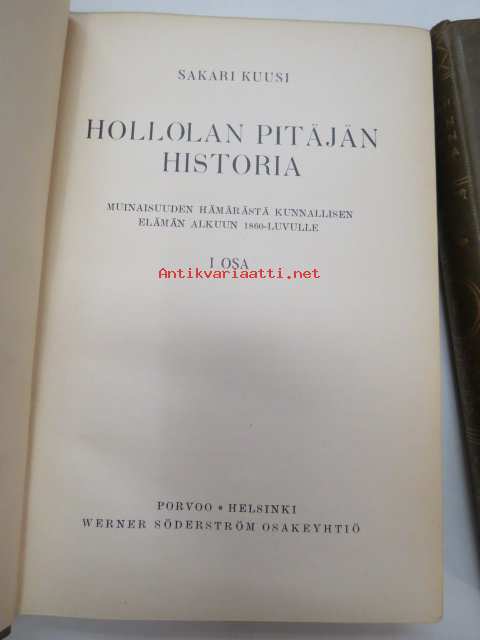 SAKARI KUUSI
HOLLOLAN PITÄJÄN
HISTORIA
MUINAISUUDEN HÄMÄRÄSTÄ KUNNALLISEN
ELÄMÄN ALKUUN 1860-LUVULLE
I OSA
Antikvariaatti.net
PORVOO • HELSINKI
WERNER SÖDERSTRÖM OSAKEYHTIÖ